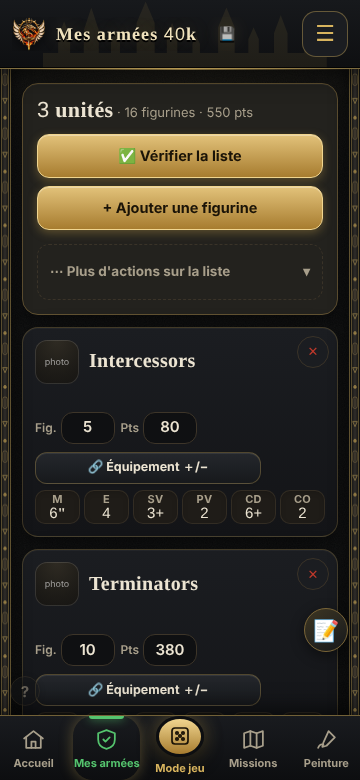 Mes armées 40k
3 unités · 16 figurines · 550 pts
✅ Vérifier la liste
+ Ajouter une figurine
··· Plus d'actions sur la liste ▾
photo Intercessors ×
Fig. 5 Pts 80
🔗 Équipement +/−
M E SV PV CD CO
6" 4 3+ 2 6+ 2
photo Terminators ×
Fig. 10 Pts 380
? 🔗 Équipement +/−
Accueil Mes armées Mode jeu Missions Peinture